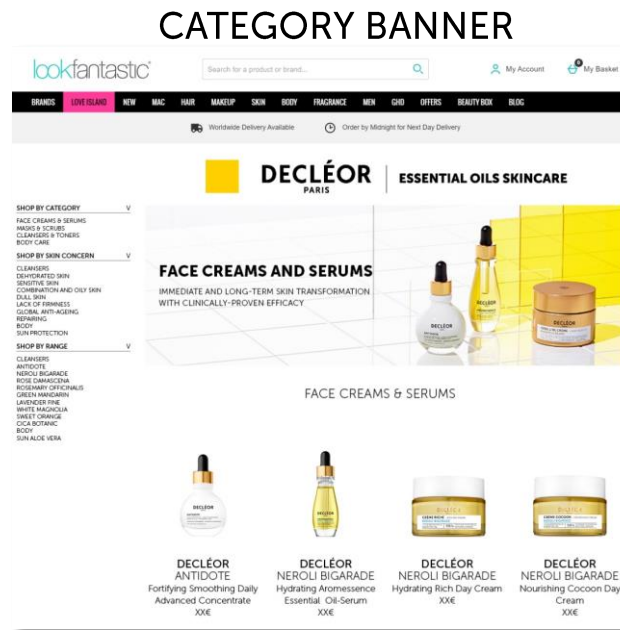 CATEGORY BANNER
lookfantastic
Search for a product or brand...
My Account
0
My Basket
BRANDS LOVE ISLAND NEW MAC HAIR MAKEUP SKIN BODY FRAGRANCE MEN GHD OFFERS BEAUTY BOX BLOG
Worldwide Delivery Available
Order by Midnight for Next Day Delivery
DECLÉOR
PARIS
ESSENTIAL OILS SKINCARE
SHOP BY CATEGORY V
FACE CREAMS & SERUMS
MASKS & SCRUBS
CLEANSERS & TONERS
BODY CARE
SHOP BY SKIN CONCERN V
CLEANSERS
DEHYDRATED SKIN
SENSITIVE SKIN
COMBINATION AND OILY SKIN
DULL SKIN
LACK OF FIRMNESS
GLOBAL ANTI-AGEING
REPAIRING
BODY
SUN PROTECTION
SHOP BY RANGE V
CLEANSERS
ANTIDOTE
NEROLI BIGARADE
ROSE DAMASCENA
ROSEMARY OFFICINALIS
GREEN MANDARIN
LAVENDER FINE
WHITE MAGNOLIA
SWEET ORANGE
CICA BOTANIC
BODY
SUN ALOE VERA
FACE CREAMS AND SERUMS
IMMEDIATE AND LONG-TERM SKIN TRANSFORMATION
WITH CLINICALLY-PROVEN EFFICACY
DECLÉOR
DECLÉOR
DECLÉOR
FACE CREAMS & SERUMS
DECLÉOR
DECLÉOR
ANTIDOTE
Fortifying Smoothing Daily
Advanced Concentrate
XX€
DECLÉOR
NEROLI BIGARADE
Hydrating Aromessence
Essential Oil-Serum
XX€
DECLÉOR
NEROLI BIGARADE
Hydrating Rich Day Cream
XX€
DECLÉOR
NEROLI BIGARADE
Nourishing Cocoon Day
Cream
XX€